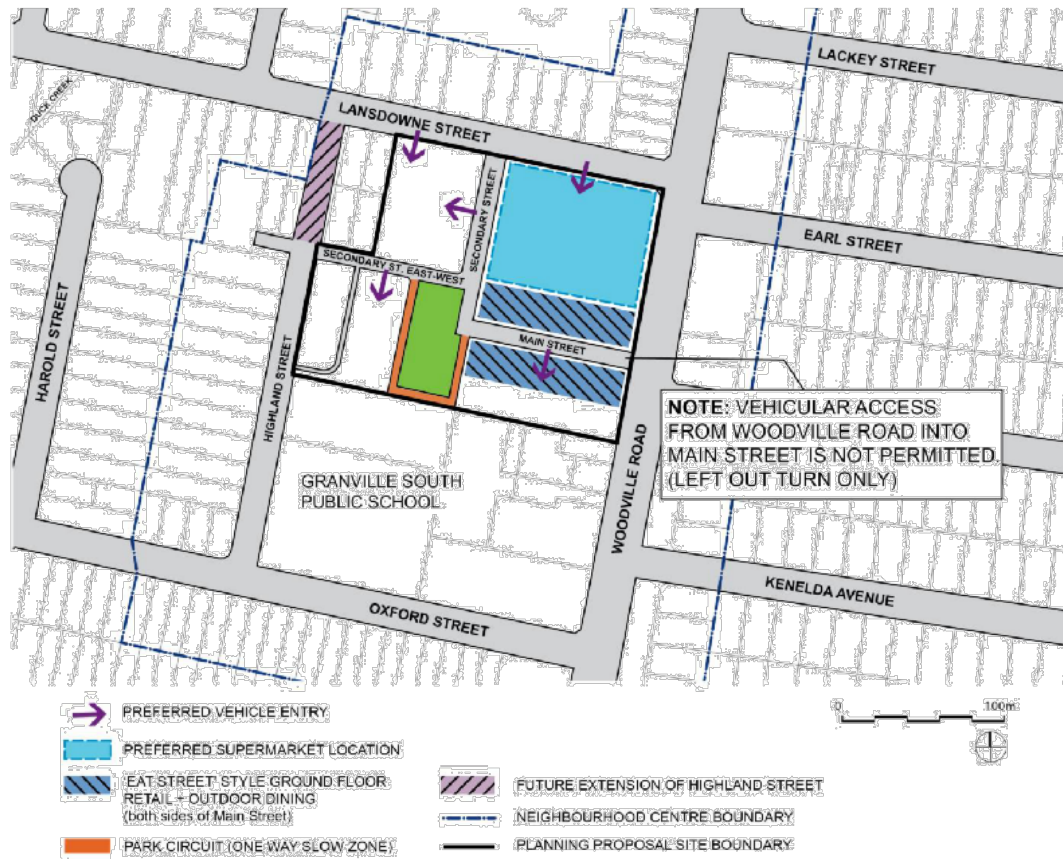 LACKEY STREET
DUCK CREEK
LANSDOWNE STREET
SECONDARY STREET
EARL STREET
SECONDARY ST. EAST-WEST
HAROLD STREET
HIGHLAND STREET
MAIN STREET
NOTE: VEHICULAR ACCESS
FROM WOODVILLE ROAD INTO
MAIN STREET IS NOT PERMITTED.
(LEFT OUT TURN ONLY)
GRANVILLE SOUTH
PUBLIC SCHOOL
WOODVILLE ROAD
KENELDA AVENUE
OXFORD STREET
PREFERRED VEHICLE ENTRY
0 100m
PREFERRED SUPERMARKET LOCATION
'EAT STREET' STYLE GROUND FLOOR
RETAIL + OUTDOOR DINING
(both sides of Main Street)
PARK CIRCUIT (ONE WAY SLOW ZONE)
FUTURE EXTENSION OF HIGHLAND STREET
NEIGHBOURHOOD CENTRE BOUNDARY
PLANNING PROPOSAL SITE BOUNDARY